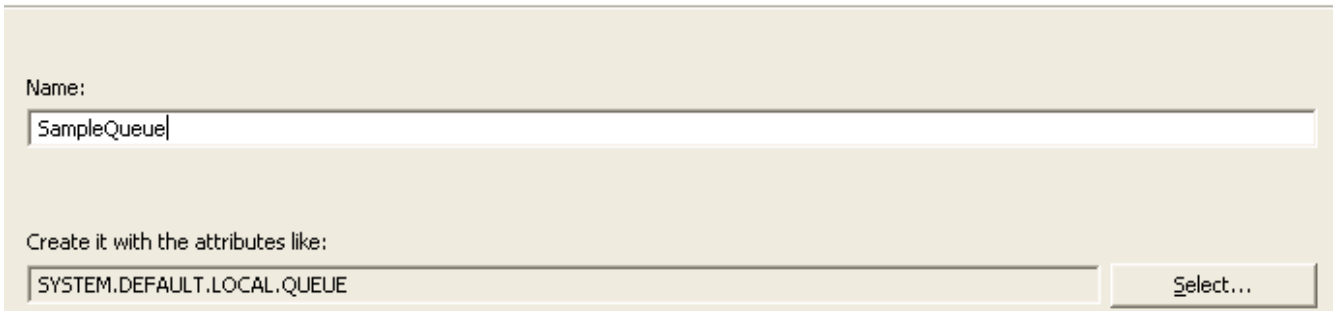 Name:
SampleQueue
Create it with the attributes like:
SYSTEM.DEFAULT.LOCAL.QUEUE
Select...